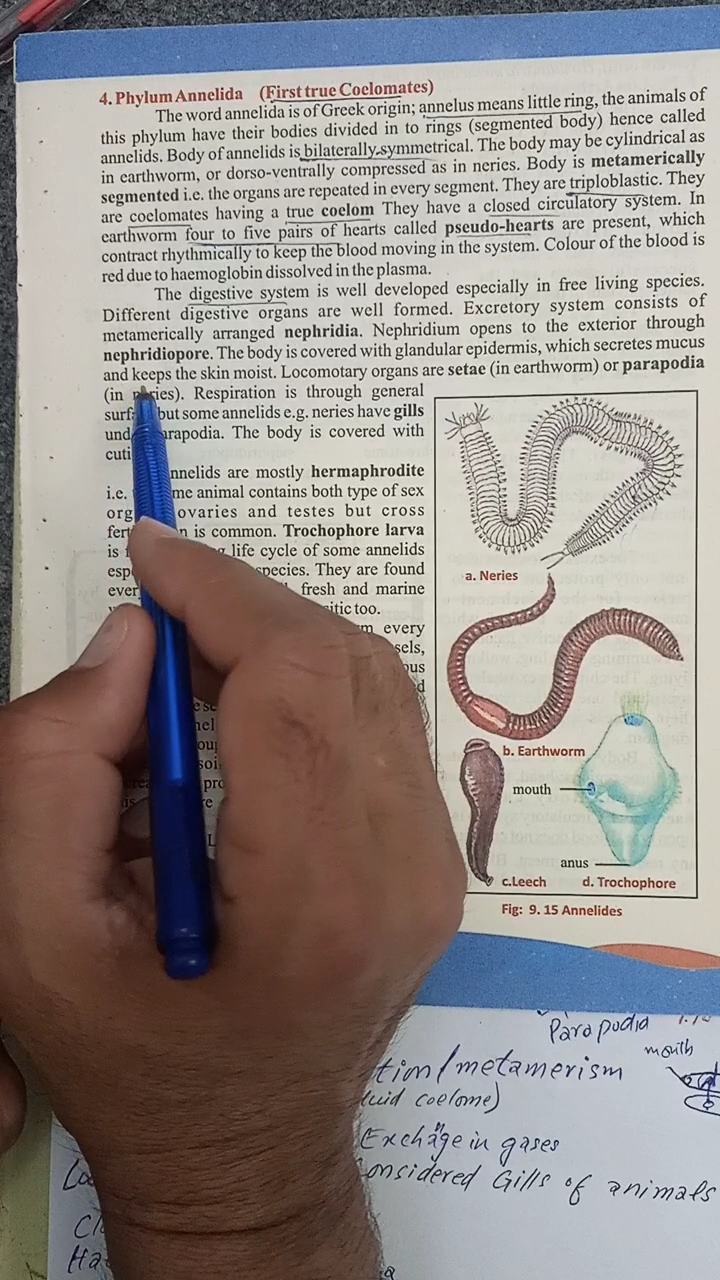 4. Phylum Annelida (First true Coelomates)
The word annelida is of Greek origin; annelus means little ring, the animals of
this phylum have their bodies divided in to rings (segmented body) hence called
annelids. Body of annelids is bilaterally symmetrical. The body may be cylindrical as
in earthworm, or dorso-ventrally compressed as in neries. Body is metamerically
segmented i.e. the organs are repeated in every segment. They are triploblastic. They
are coelomates having a true coelom They have a closed circulatory system. In
earthworm four to five pairs of hearts called pseudo-hearts are present, which
contract rhythmically to keep the blood moving in the system. Colour of the blood is
red due to haemoglobin dissolved in the plasma.
The digestive system is well developed especially in free living species.
Different digestive organs are well formed. Excretory system consists of
metamerically arranged nephridia. Nephridium opens to the exterior through
nephridiopore. The body is covered with glandular epidermis, which secretes mucus
and keeps the skin moist. Locomotary organs are setae (in earthworm) or parapodia
(in Respiration is through general
but some annelids e.g. neries have gills
The body is covered with
mostly hermaphrodite
i.e. animal contains both type of sex
ovaries and testes but cross
is common. Trochophore larva
is life cycle of some annelids
species. They are found
fresh and marine
too.
every
a. Neries
b. Earthworm
mouth
anus
c.Leech d. Trochophore
Fig: 9. 15 Annelides
Parapodia
mouth
metamerism
coelome)
Exchange in gases
Gills of animals